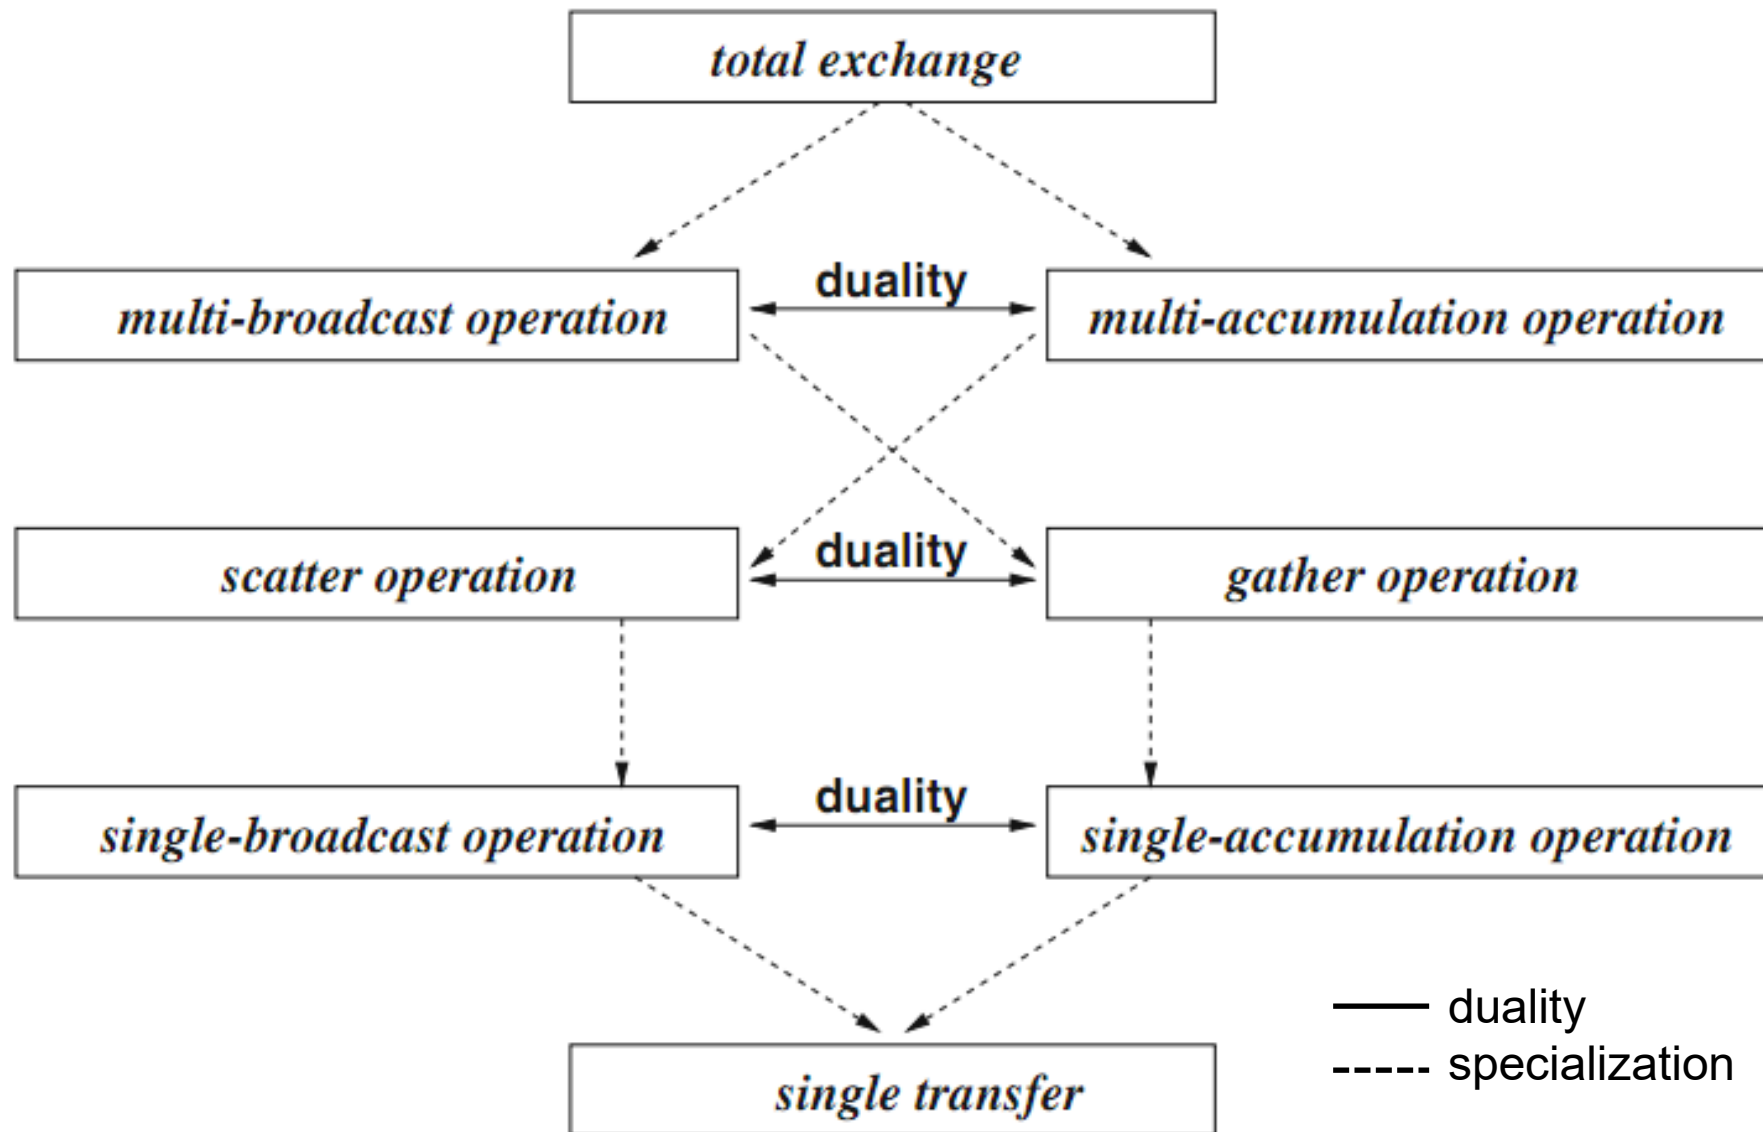 total exchange
duality
multi-broadcast operation
multi-accumulation operation
duality
scatter operation
gather operation
duality
single-broadcast operation
single-accumulation operation
duality
specialization
single transfer